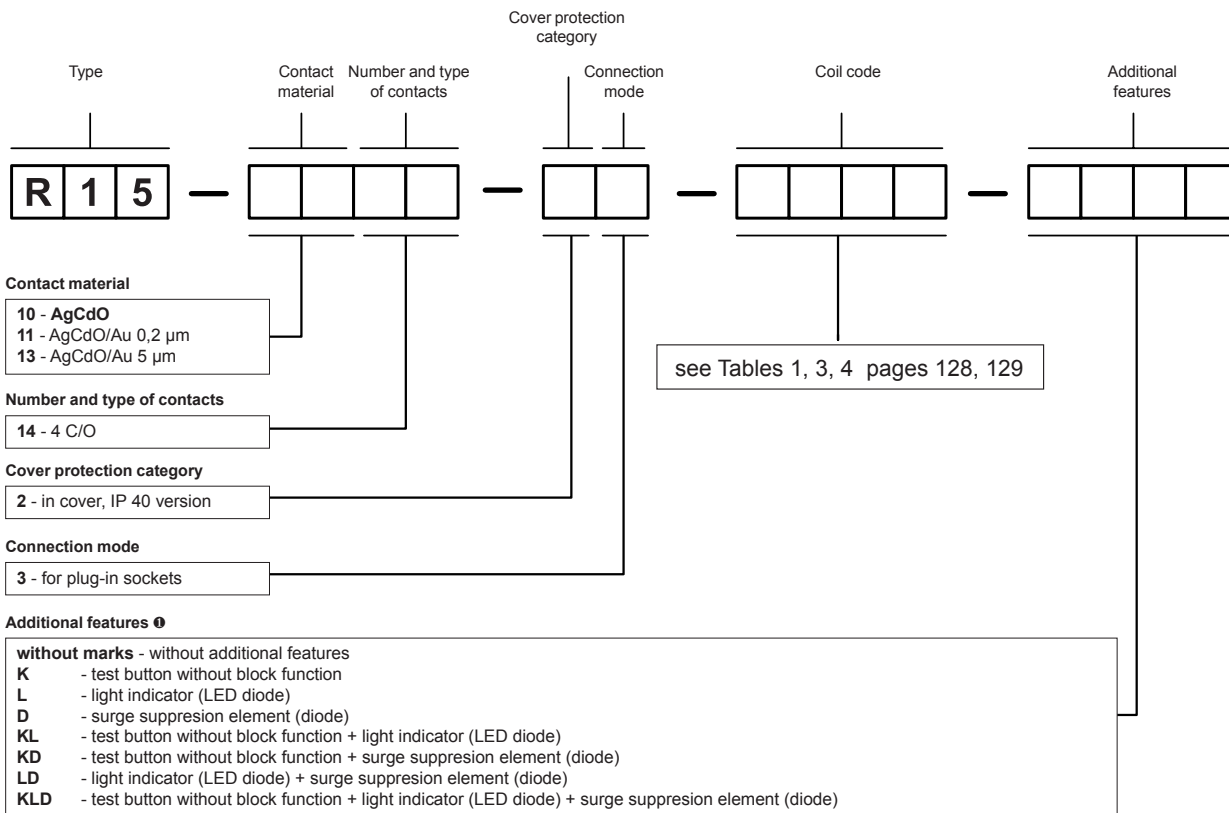 Cover protection
category
Type
Contact
material
Number and type
of contacts
Connection
mode
Coil code
Additional
features
R 1 5 — — — —
Contact material
10 - AgCdO
11 - AgCdO/Au 0,2 µm
13 - AgCdO/Au 5 µm
see Tables 1, 3, 4 pages 128, 129
Number and type of contacts
14 - 4 C/O
Cover protection category
2 - in cover, IP 40 version
Connection mode
3 - for plug-in sockets
Additional features ❶
without marks - without additional features
K - test button without block function
L - light indicator (LED diode)
D - surge suppresion element (diode)
KL - test button without block function + light indicator (LED diode)
KD - test button without block function + surge suppresion element (diode)
LD - light indicator (LED diode) + surge suppresion element (diode)
KLD - test button without block function + light indicator (LED diode) + surge suppresion element (diode)